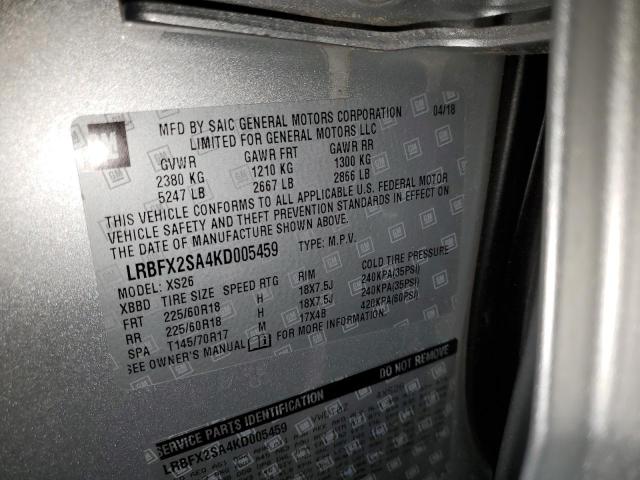 GM
MFD BY SAIC GENERAL MOTORS CORPORATION 04/18
LIMITED FOR GENERAL MOTORS LLC
GVWR GAWR FRT GAWR RR
2380 KG 1210 KG 1300 KG
5247 LB 2667 LB 2866 LB
THIS VEHICLE CONFORMS TO ALL APPLICABLE U.S. FEDERAL MOTOR
VEHICLE SAFETY AND THEFT PREVENTION STANDARDS IN EFFECT ON
THE DATE OF MANUFACTURE SHOWN ABOVE.
LRBFX2SA4KD005459 TYPE: M.P.V.
MODEL: XS26
XBBD TIRE SIZE SPEED RTG RIM COLD TIRE PRESSURE
FRT 225/60R18 H 18X7.5J 240KPA(35PSI)
RR 225/60R18 H 18X7.5J 240KPA(35PSI)
SPA T145/70R17 M 17X4B 420KPA(60PSI)
SEE OWNER'S MANUAL FOR MORE INFORMATION.
SERVICE PARTS IDENTIFICATION DO NOT REMOVE
LRBFX2SA4KD005459